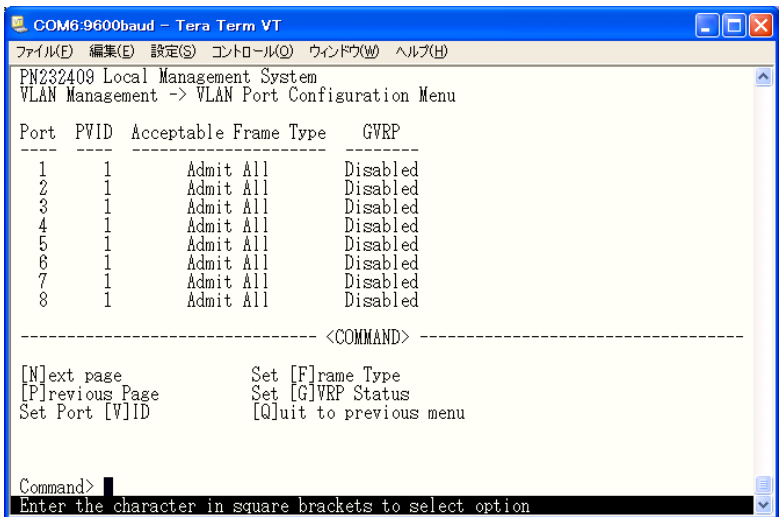 COM6:9600baud - Tera Term VT
ファイル(F) 編集(E) 設定(S) コントロール(O) ウィンドウ(W) ヘルプ(H)
PN232409 Local Management System
VLAN Management -> VLAN Port Configuration Menu
Port PVID Acceptable Frame Type GVRP
---- ---- --------------------- ---------
1 1 Admit All Disabled
2 1 Admit All Disabled
3 1 Admit All Disabled
4 1 Admit All Disabled
5 1 Admit All Disabled
6 1 Admit All Disabled
7 1 Admit All Disabled
8 1 Admit All Disabled
-------------------------------- <COMMAND> -----------------------------------
[N]ext page Set [F]rame Type
[P]revious Page Set [G]VRP Status
Set Port [V]ID [Q]uit to previous menu
Command>
Enter the character in square brackets to select option